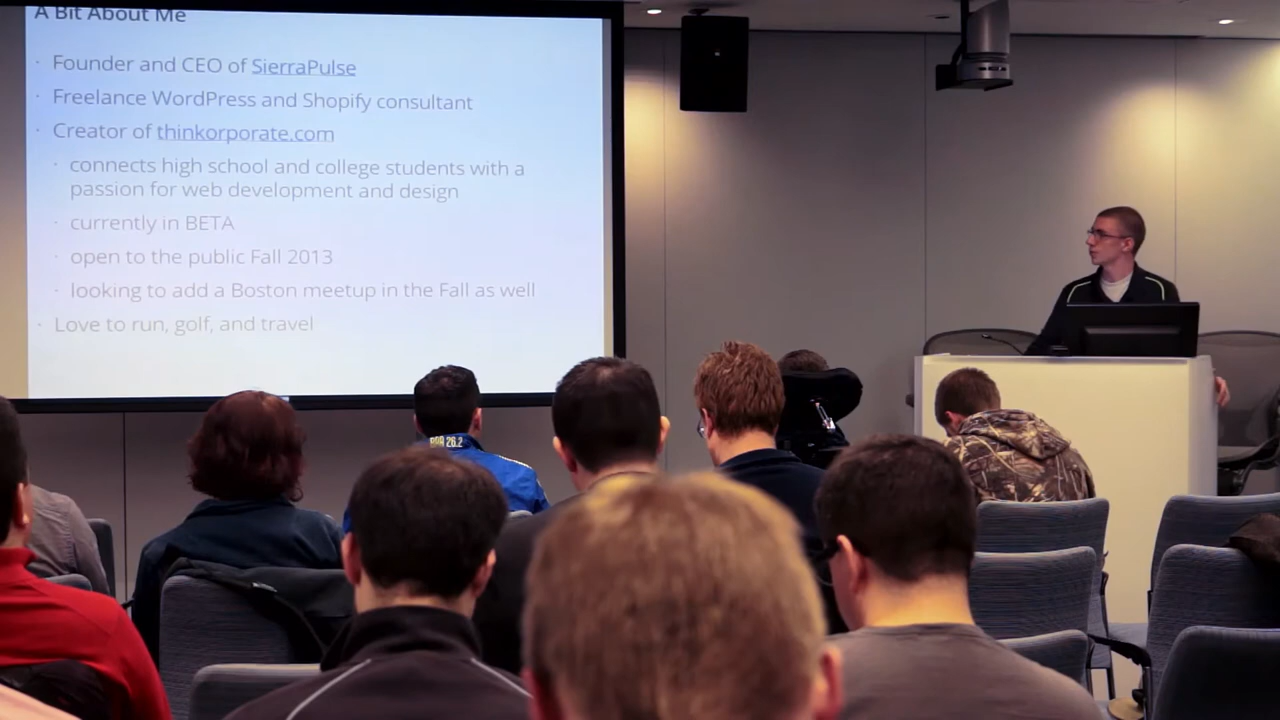 A Bit About Me
· Founder and CEO of SierraPulse
· Freelance WordPress and Shopify consultant
· Creator of thinkorporate.com
· connects high school and college students with a
passion for web development and design
· currently in BETA
· open to the public Fall 2013
· looking to add a Boston meetup in the Fall as well
· Love to run, golf, and travel
26.2